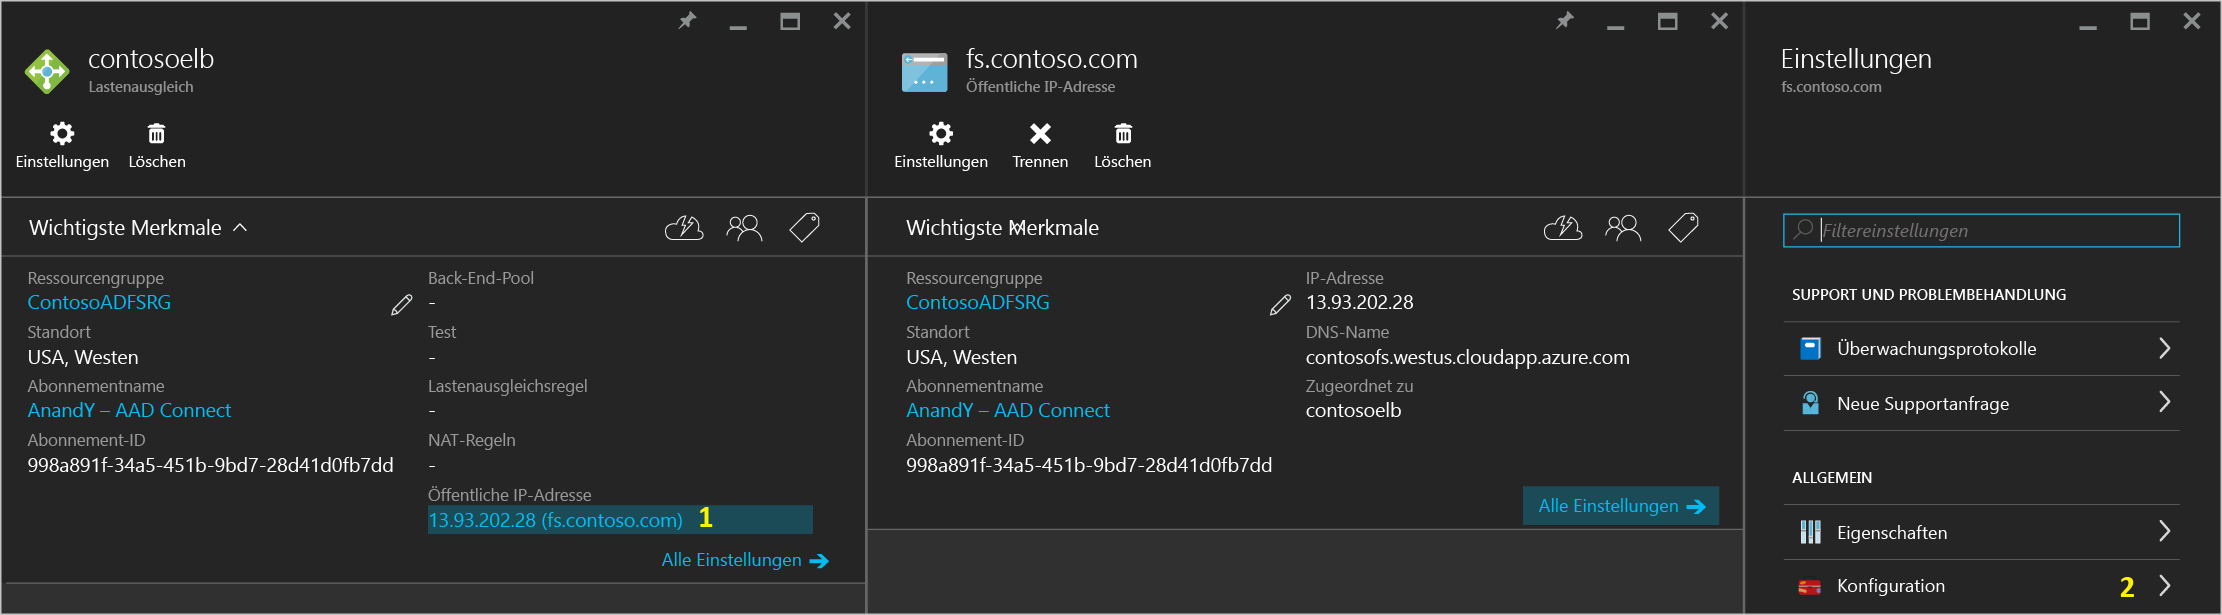 contosoelb
Lastenausgleich
Einstellungen
Löschen
Wichtigste Merkmale
Ressourcengruppe
ContosoADFSRG
Standort
USA, Westen
Abonnementname
AnandY – AAD Connect
Abonnement-ID
998a891f-34a5-451b-9bd7-28d41d0fb7dd
Back-End-Pool
-
Test
-
Lastenausgleichsregel
-
NAT-Regeln
-
Öffentliche IP-Adresse
13.93.202.28 (fs.contoso.com) 1
Alle Einstellungen
fs.contoso.com
Öffentliche IP-Adresse
Einstellungen
Trennen
Löschen
Wichtigste Merkmale
Ressourcengruppe
ContosoADFSRG
Standort
USA, Westen
Abonnementname
AnandY – AAD Connect
Abonnement-ID
998a891f-34a5-451b-9bd7-28d41d0fb7dd
IP-Adresse
13.93.202.28
DNS-Name
contosofs.westus.cloudapp.azure.com
Zugeordnet zu
contosoelb
Alle Einstellungen
Einstellungen
fs.contoso.com
Filtereinstellungen
SUPPORT UND PROBLEMBEHANDLUNG
Überwachungsprotokolle
Neue Supportanfrage
ALLGEMEIN
Eigenschaften
Konfiguration 2